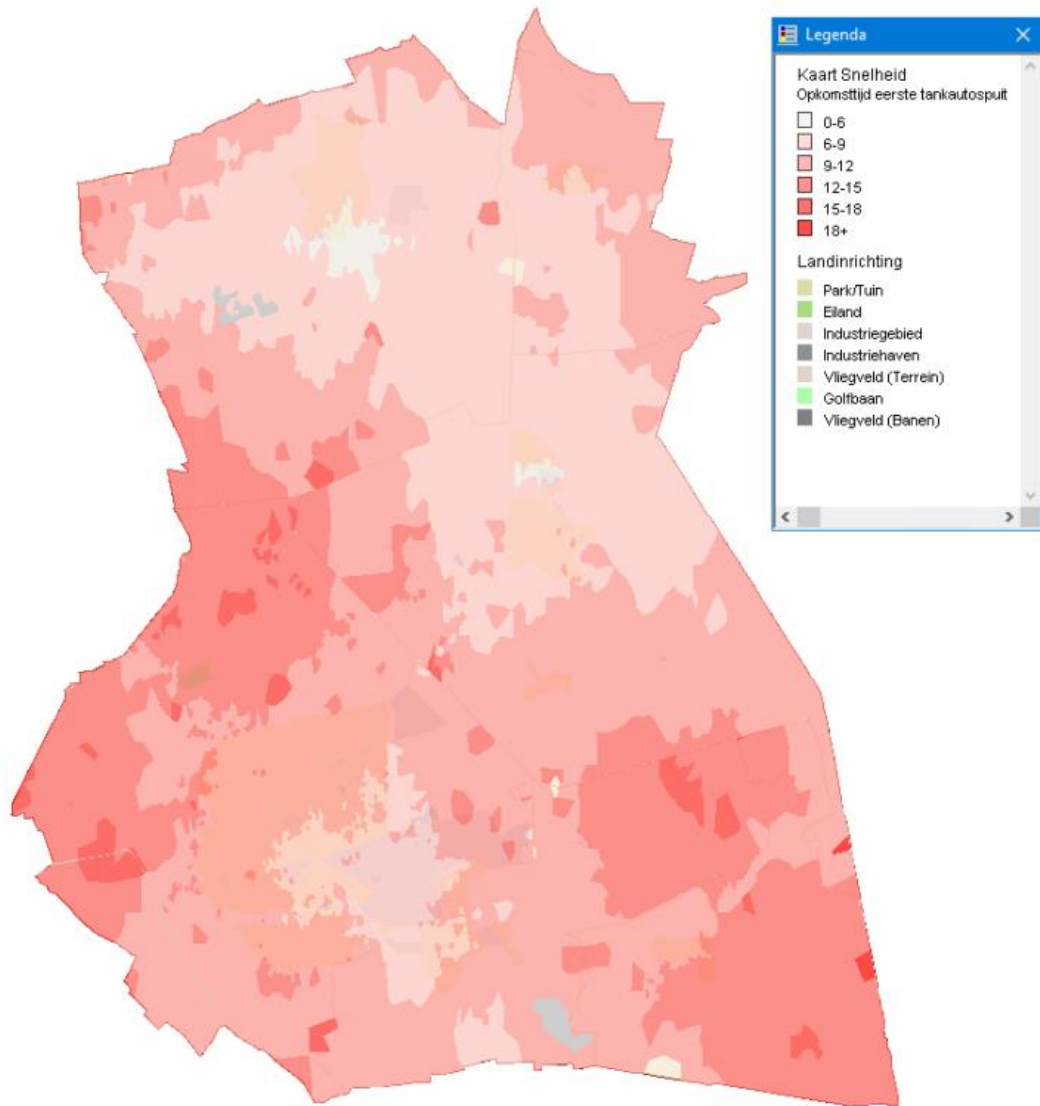 Legenda
Kaart Snelheid
Opkomsttijd eerste tankautospuit
0-6
6-9
9-12
12-15
15-18
18+
Landinrichting
Park/Tuin
Eiland
Industriegebied
Industriehaven
Vliegveld (Terrein)
Golfbaan
Vliegveld (Banen)